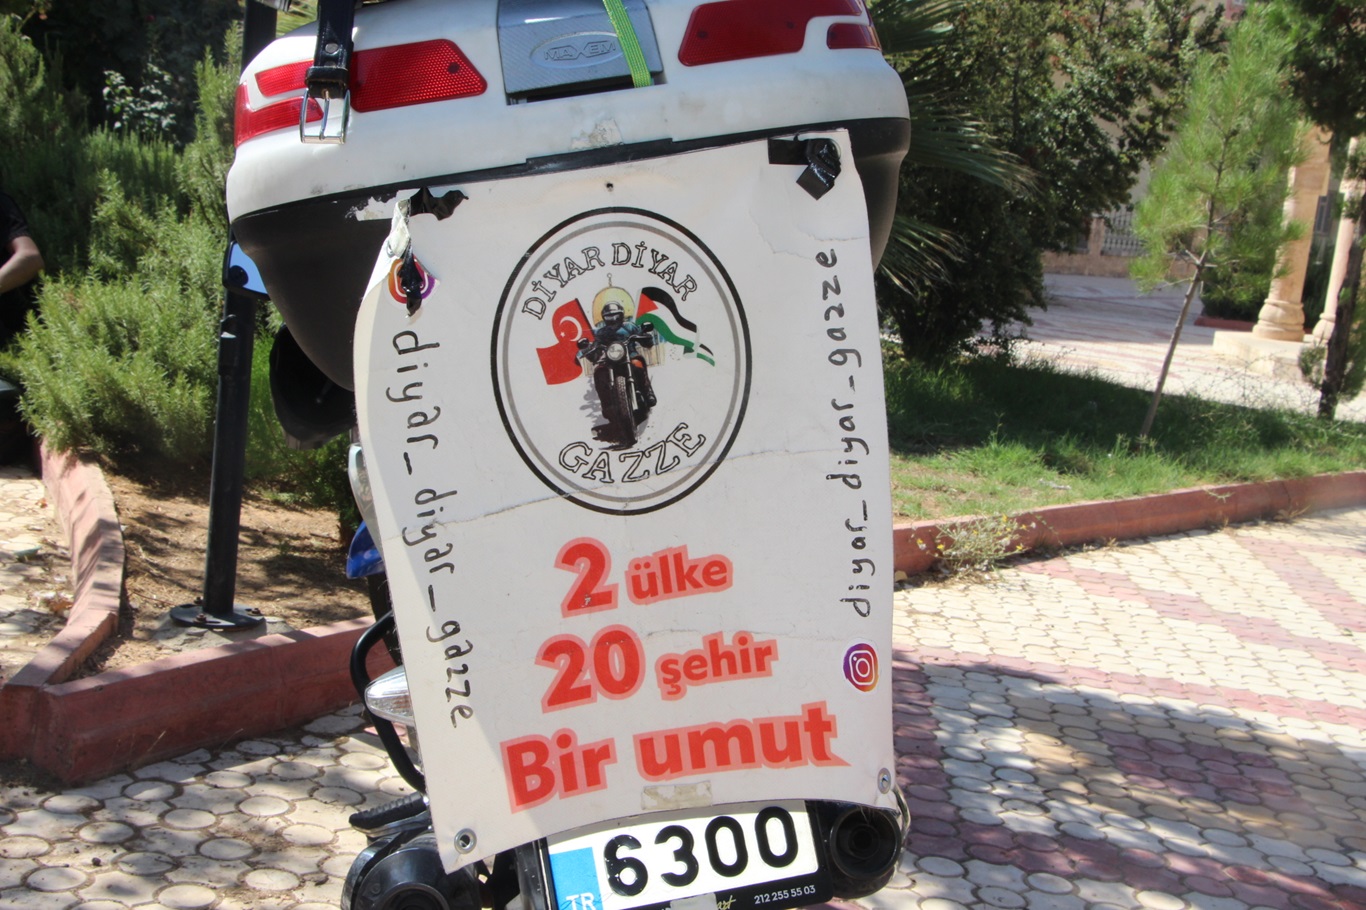 MAXEM
DİYAR DİYAR
GAZZE
diyar_diyar_gazze
diyar_diyar_gazze
2 ülke
20 şehir
Bir umut
6300
TR
212 255 55 03